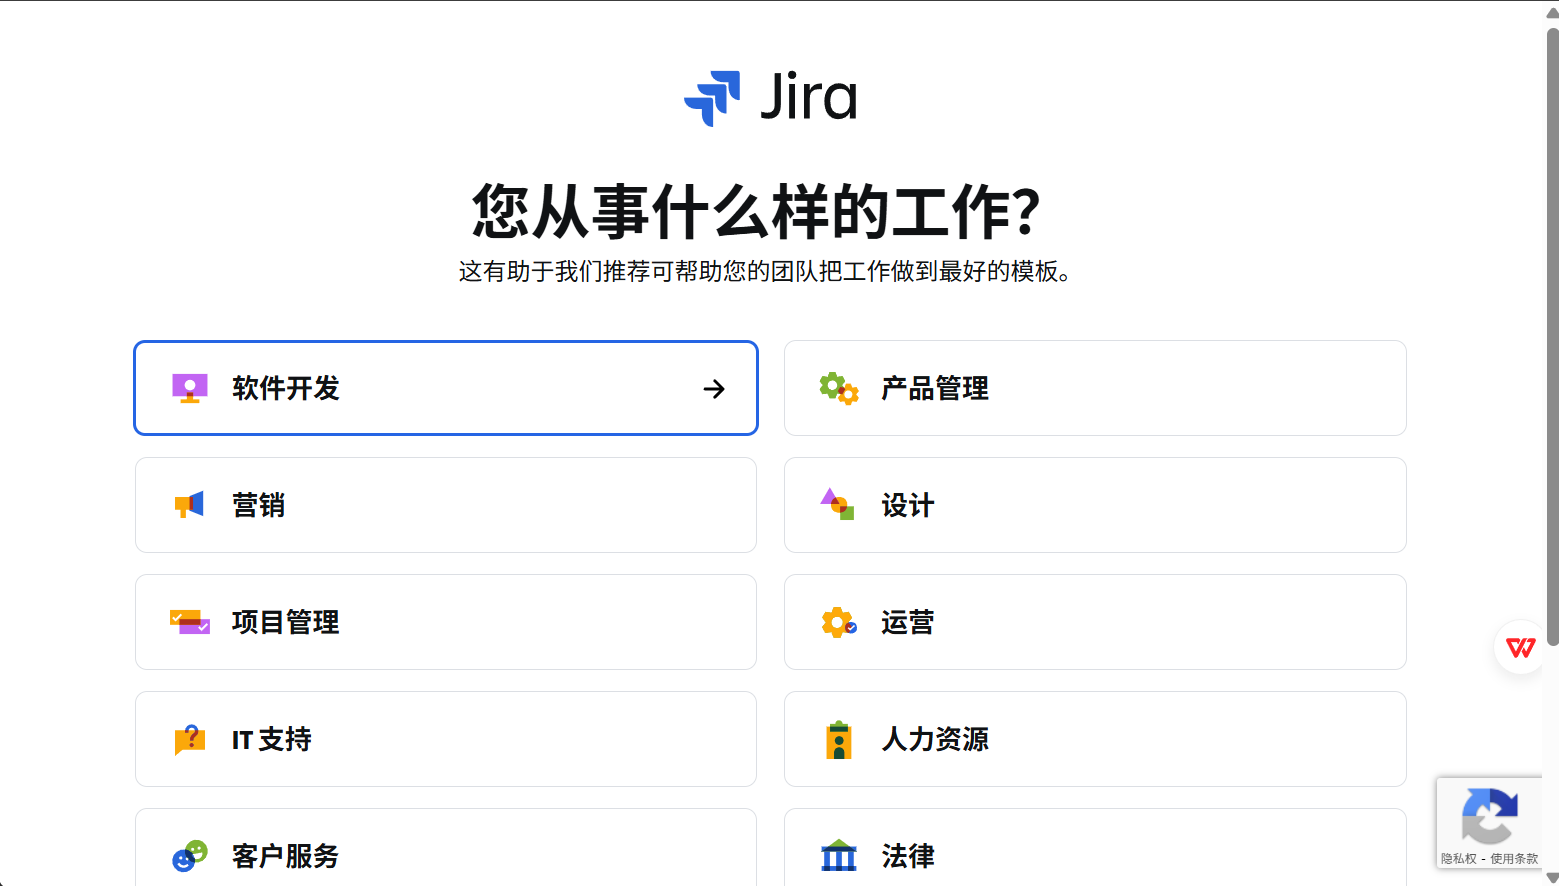 Jira
您从事什么样的工作?
这有助于我们推荐可帮助您的团队把工作做到最好的模板。
软件开发
产品管理
营销
设计
项目管理
运营
IT 支持
人力资源
客户服务
法律
隐私权 - 使用条款